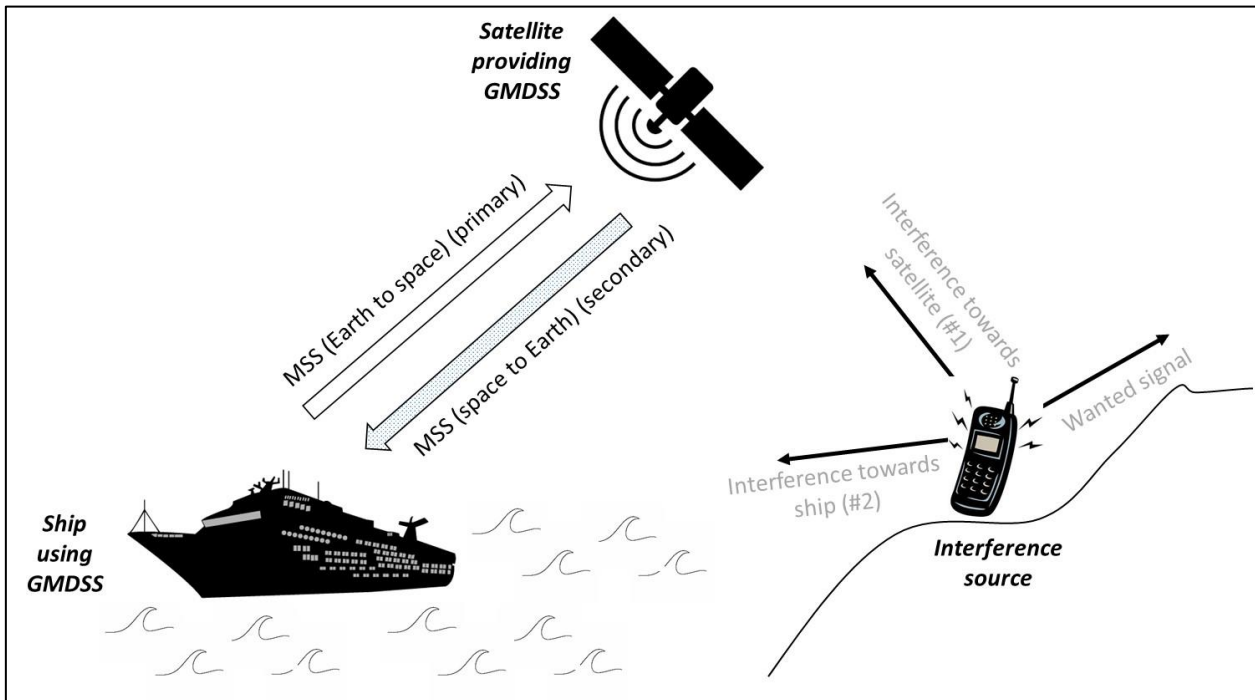 Satellite
providing
GMDSS
MSS (Earth to space) (primary)
MSS (space to Earth) (secondary)
Interference towards
satellite (#1)
Wanted signal
Interference towards
ship (#2)
Ship
using
GMDSS
Interference
source